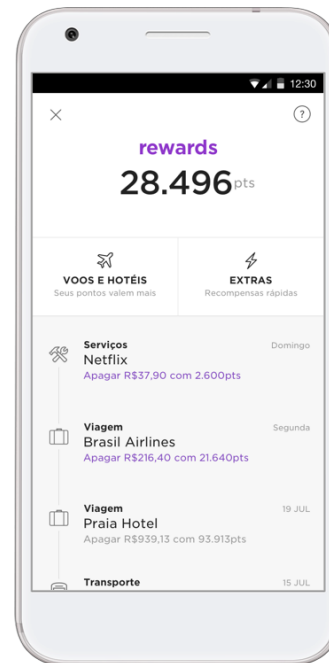 12:30
?
rewards
28.496pts
VOOS E HOTÉIS
Seus pontos valem mais
EXTRAS
Recompensas rápidas
Serviços
Domingo
Netflix
Apagar R$37,90 com 2.600pts
Viagem
Segunda
Brasil Airlines
Apagar R$216,40 com 21.640pts
Viagem
19 JUL
Praia Hotel
Apagar R$939,13 com 93.913pts
Transporte
15 JUL